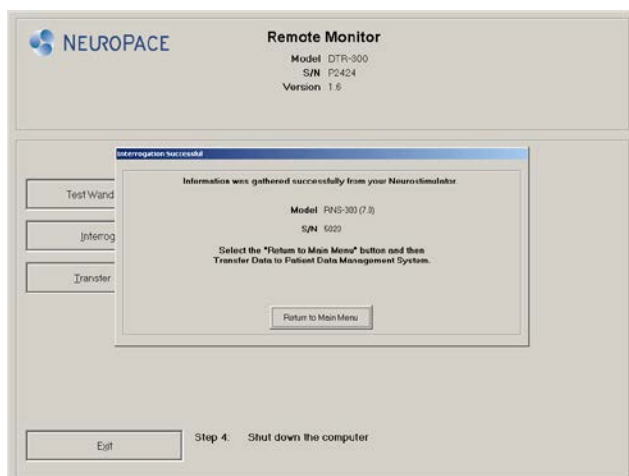 NEUROPACE
Remote Monitor
Model DTR-300
S/N P2424
Version 1.6
Interrogation Successful
Information was gathered successfully from your Neurostimulator.
Model RNS-300 (7.0)
S/N 5020
Select the "Return to Main Menu" button and then
Transfer Data to Patient Data Management System.
Return to Main Menu
Test Wand
Interrog
Transfer
Exit
Step 4: Shut down the computer